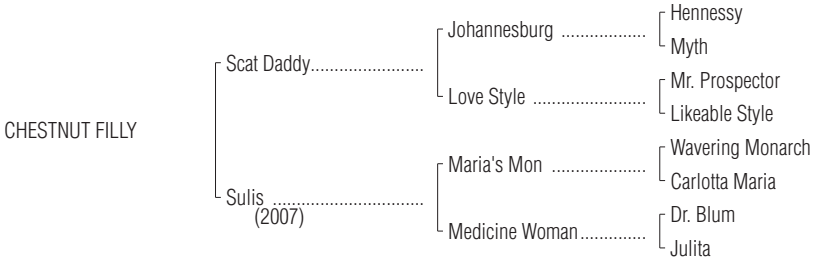 Hennessy
Johannesburg ......................
Myth
Scat Daddy.............................
Mr. Prospector
Love Style .............................
Likeable Style
CHESTNUT FILLY
Wavering Monarch
Maria's Mon ........................
Carlotta Maria
Sulis ......................................
(2007)
Dr. Blum
Medicine Woman.................
Julita